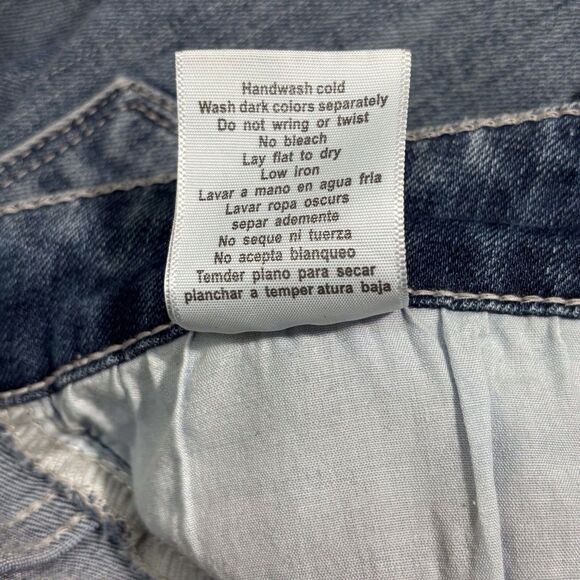 Handwash cold
Wash dark colors separately
Do not wring or twist
No bleach
Lay flat to dry
Low iron
Lavar a mano en agua fria
Lavar ropa oscurs
separ ademente
No seque ni tuerza
No acepta blanqueo
Temder plano para secar
planchar a temper atura baja